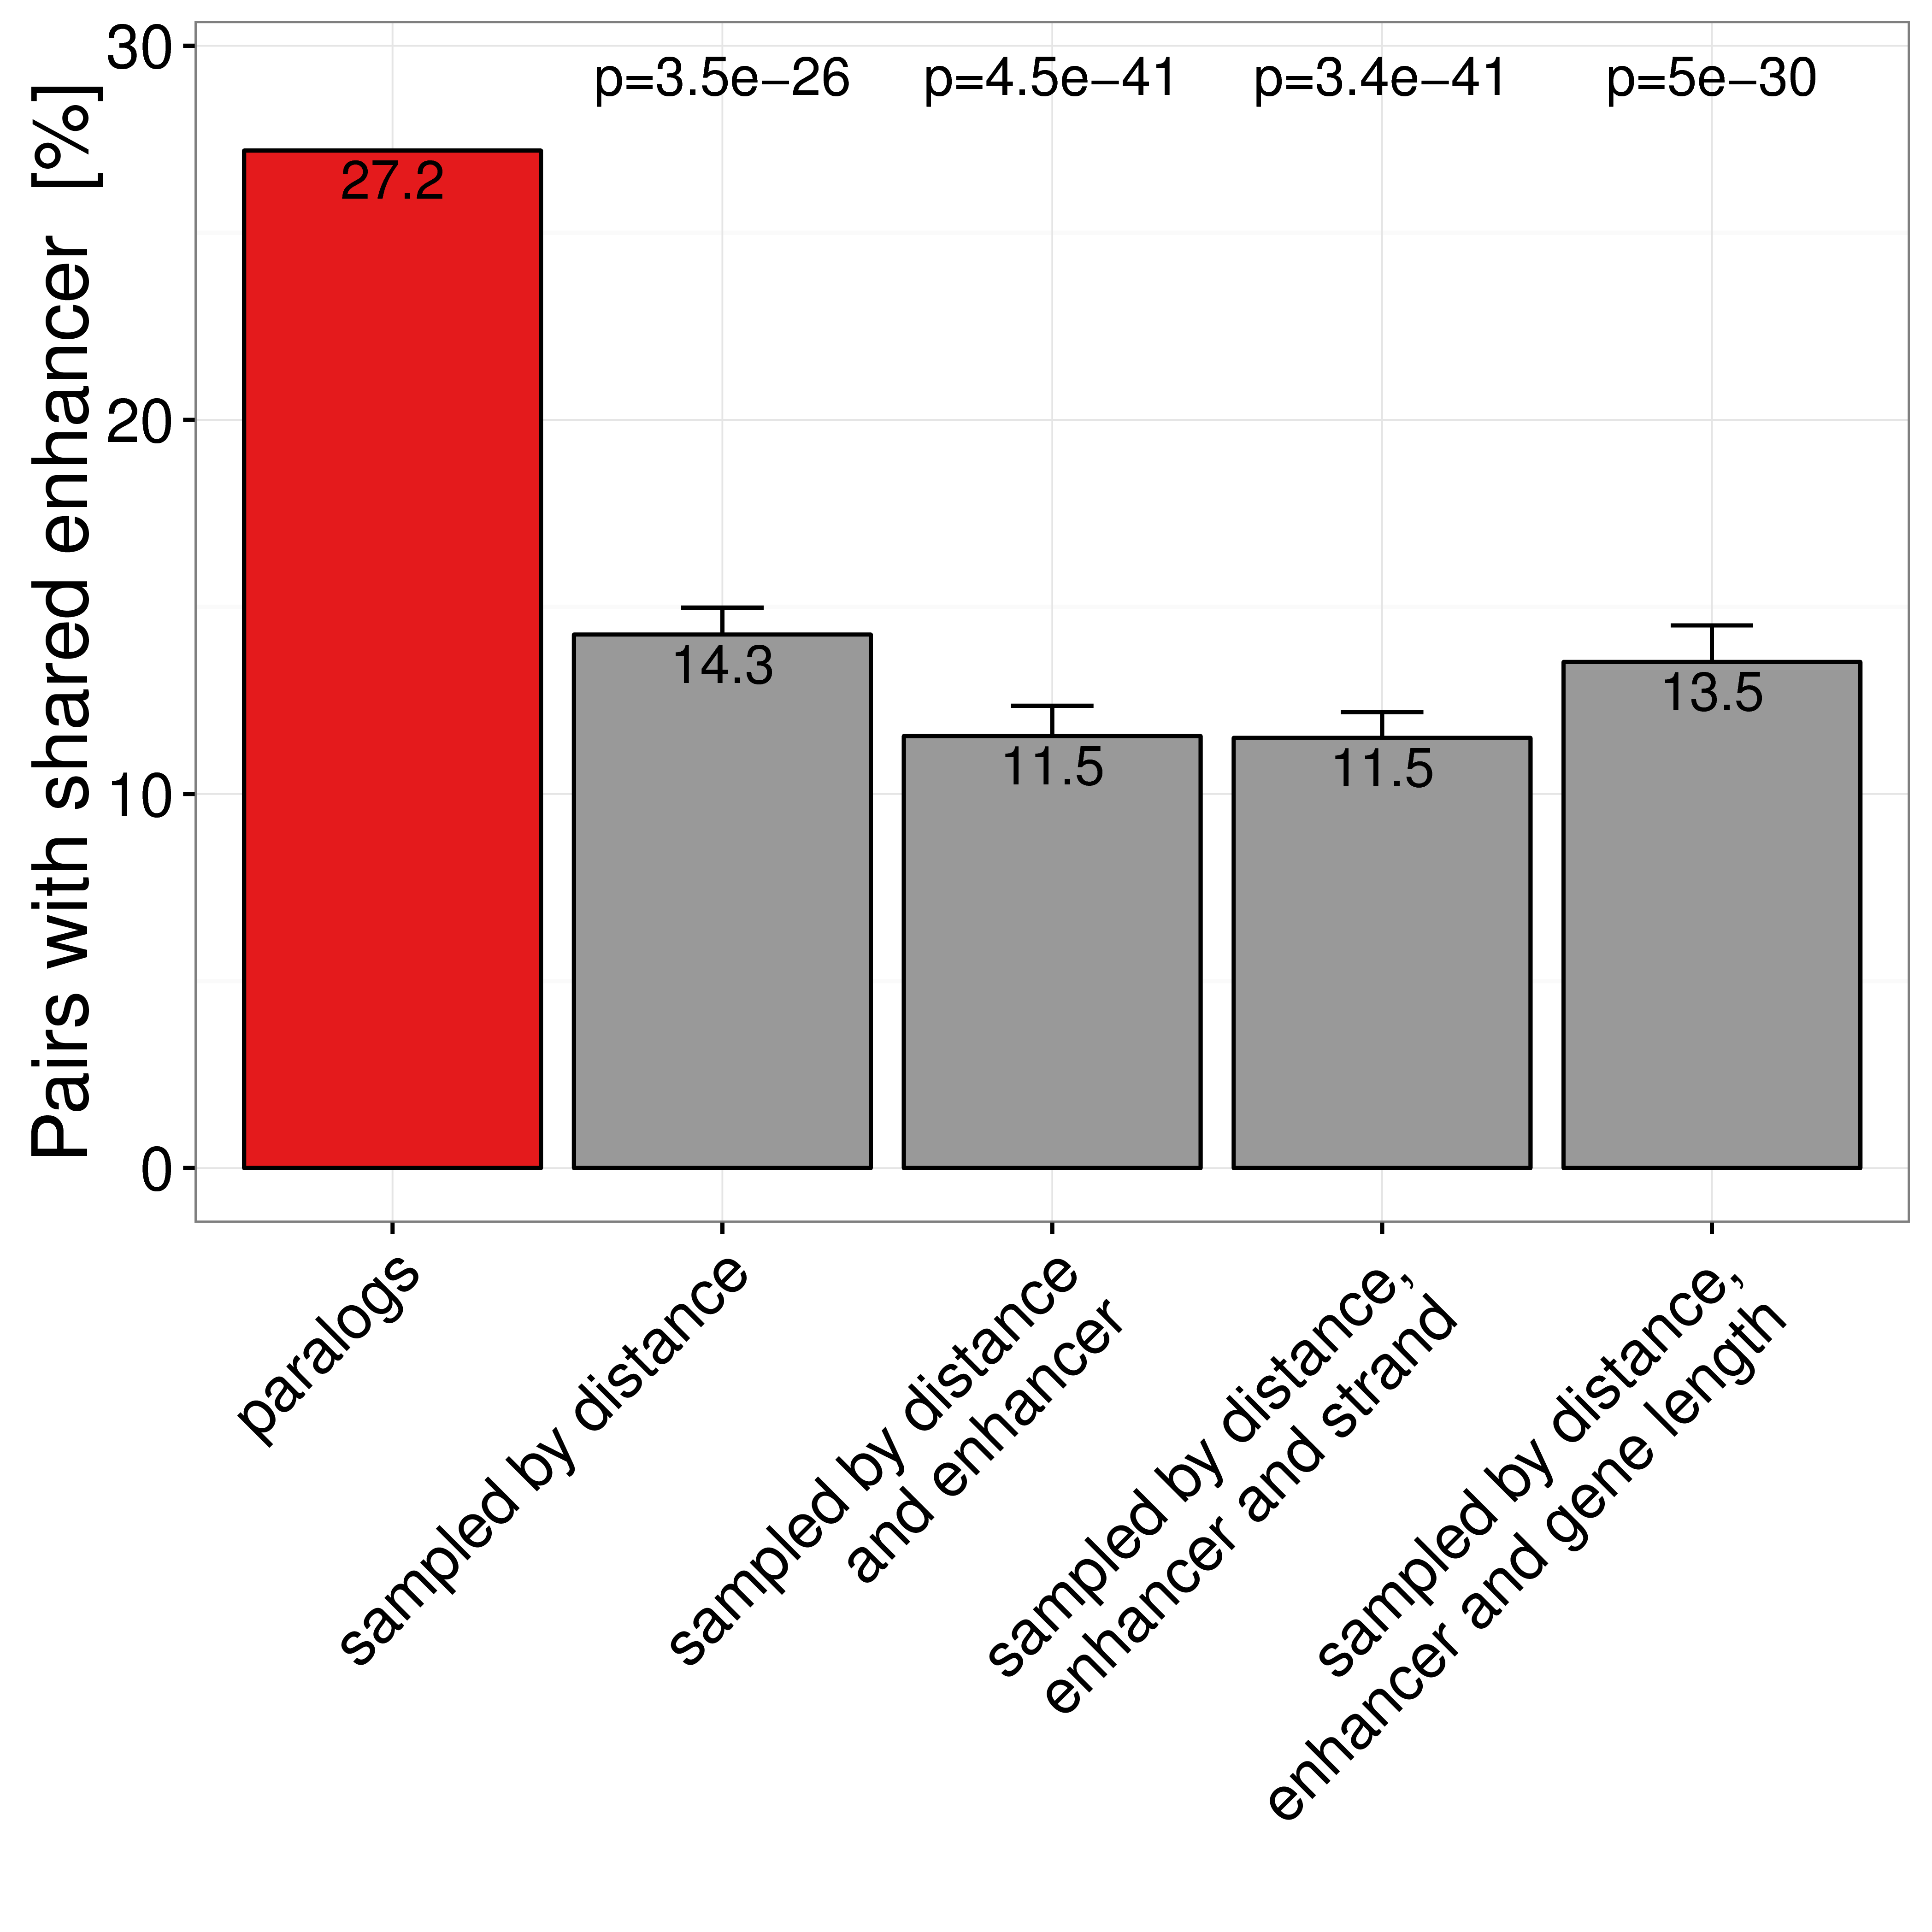 Pairs with shared enhancer [%]
30
20
10
0
p=3.5e−26
p=4.5e−41
p=3.4e−41
p=5e−30
27.2
14.3
11.5
11.5
13.5
paralogs
sampled by distance
sampled by distance
and enhancer
sampled by distance,
enhancer and strand
sampled by distance,
enhancer and gene length